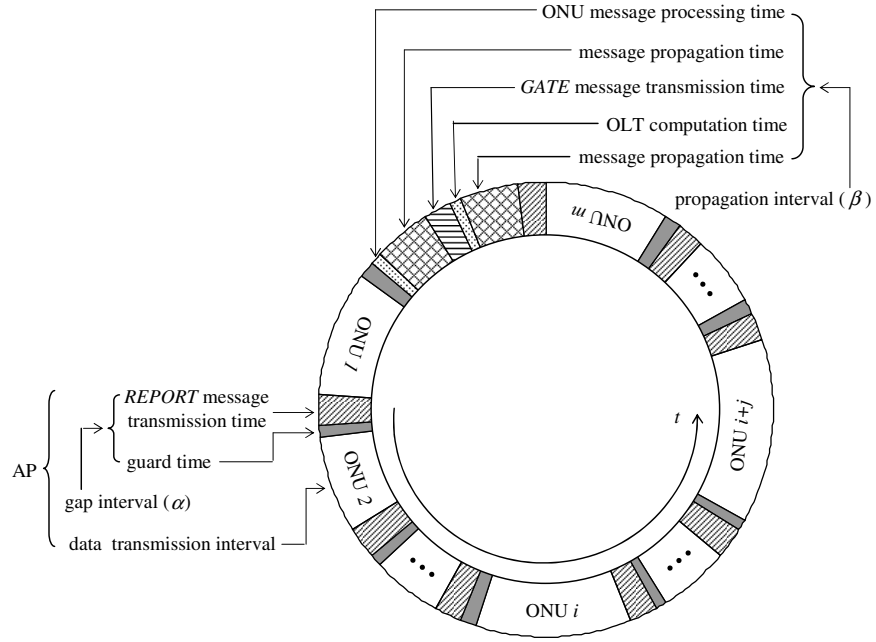 ONU message processing time
message propagation time
GATE message transmission time
OLT computation time
message propagation time
propagation interval (β)
ONU m
ONU 1
REPORT message
transmission time
guard time
AP
gap interval (α)
data transmission interval
ONU 2
t
ONU i+j
ONU i